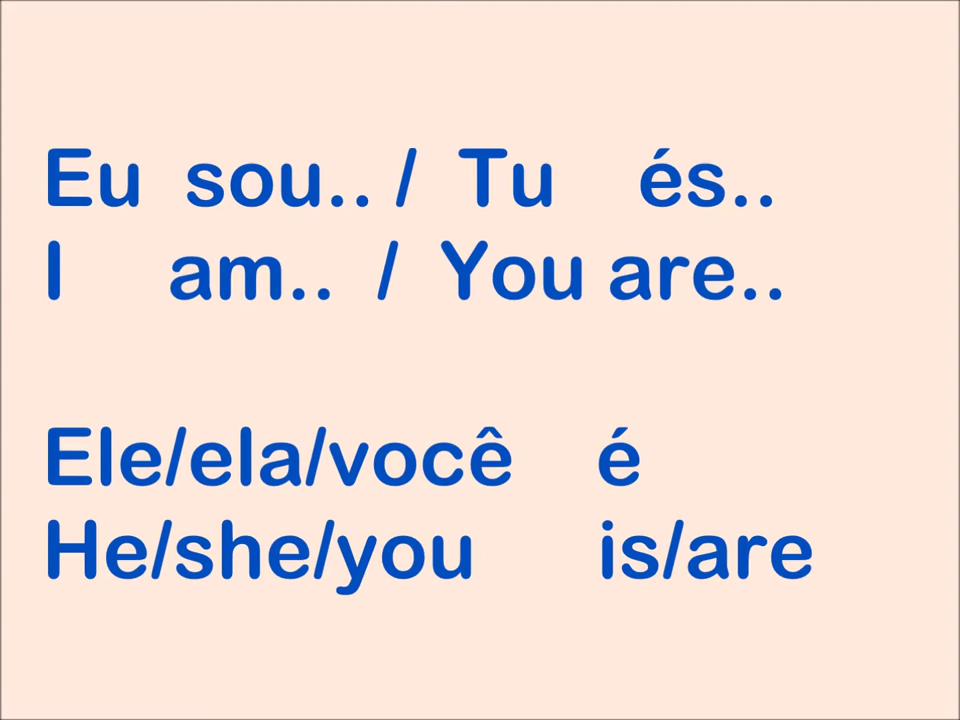 Eu sou.. / Tu és..
I am.. / You are..
Ele/ela/você é
He/she/you is/are